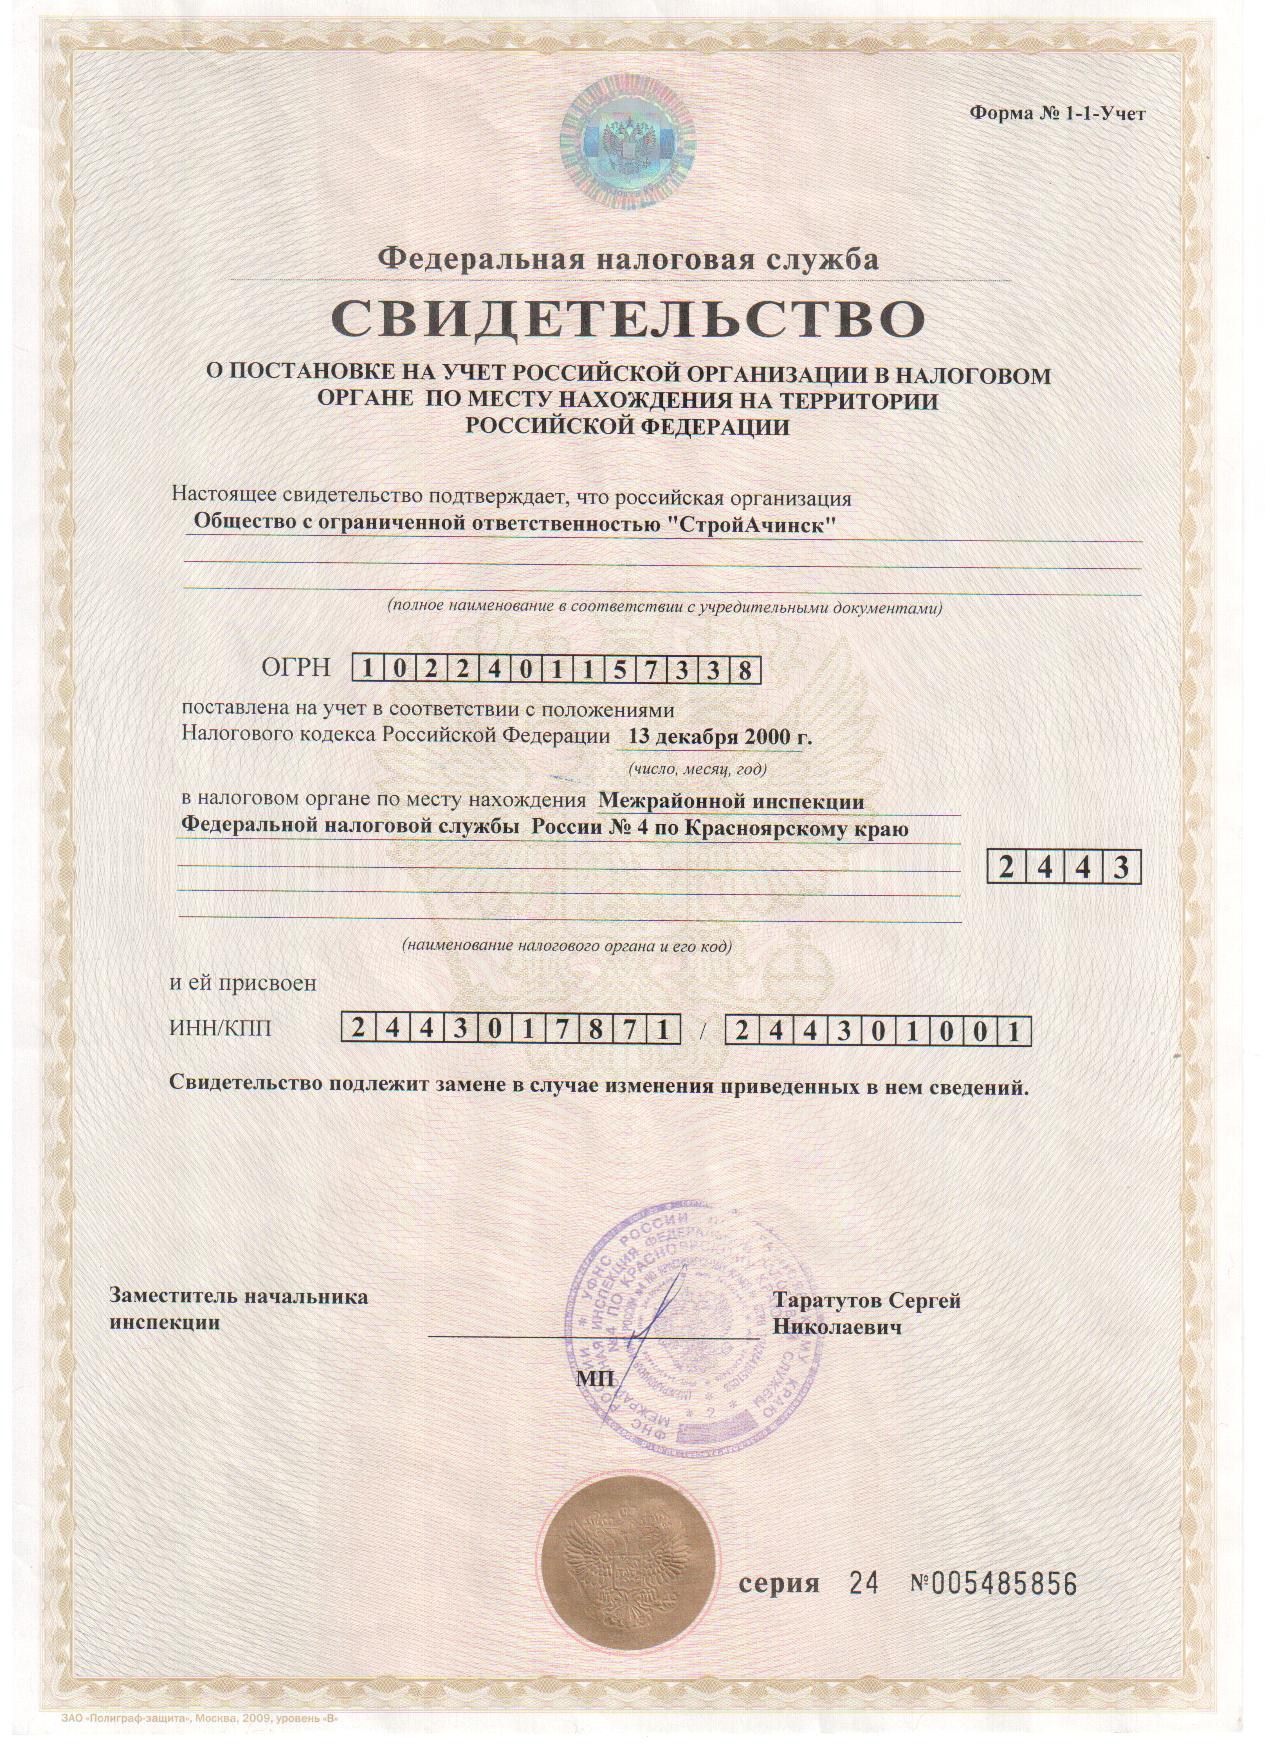 Форма № 1-1-Учет
Федеральная налоговая служба
СВИДЕТЕЛЬСТВО
О ПОСТАНОВКЕ НА УЧЕТ РОССИЙСКОЙ ОРГАНИЗАЦИИ В НАЛОГОВОМ
ОРГАНЕ ПО МЕСТУ НАХОЖДЕНИЯ НА ТЕРРИТОРИИ
РОССИЙСКОЙ ФЕДЕРАЦИИ
Настоящее свидетельство подтверждает, что российская организация
Общество с ограниченной ответственностью "СтройАчинск"
(полное наименование в соответствии с учредительными документами)
ОГРН 1022401157338
поставлена на учет в соответствии с положениями
Налогового кодекса Российской Федерации 13 декабря 2000 г.
(число, месяц, год)
в налоговом органе по месту нахождения Межрайонной инспекции
Федеральной налоговой службы России № 4 по Красноярскому краю
2443
(наименование налогового органа и его код)
и ей присвоен
ИНН/КПП 2443017871 / 244301001
Свидетельство подлежит замене в случае изменения приведенных в нем сведений.
Заместитель начальника
инспекции
Таратутов Сергей
Николаевич
МП
серия 24 №005485856
ЗАО «Полиграф-защита», Москва, 2009, уровень «В»